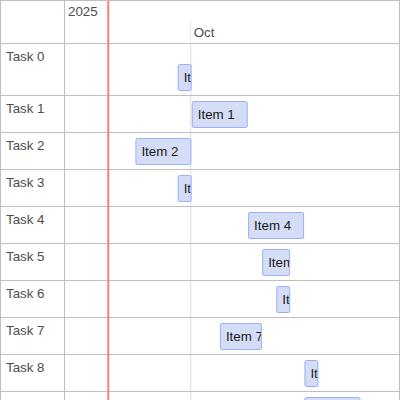 2025
Oct
Task 0
It
Task 1
Item 1
Task 2
Item 2
Task 3
It
Task 4
Item 4
Task 5
Item
Task 6
It
Task 7
Item 7
Task 8
It